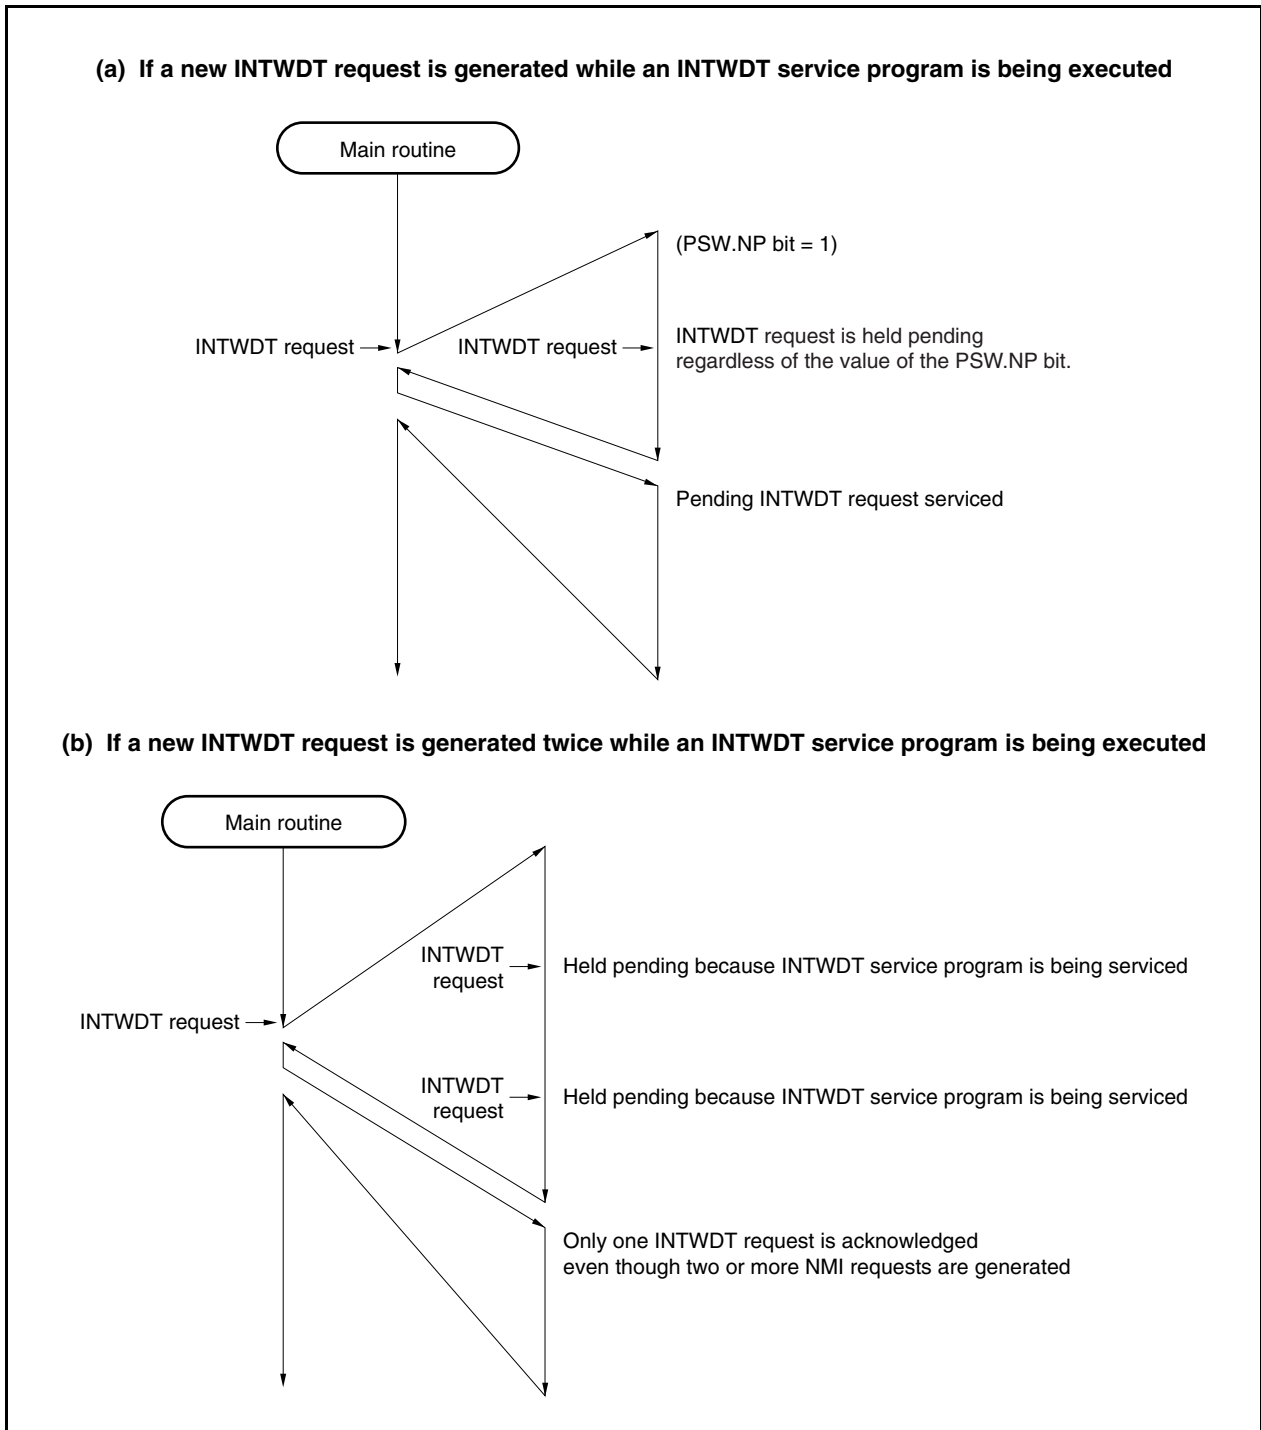 (a) If a new INTWDT request is generated while an INTWDT service program is being executed
Main routine
(PSW.NP bit = 1)
INTWDT request
INTWDT request
INTWDT request is held pending
regardless of the value of the PSW.NP bit.
Pending INTWDT request serviced
(b) If a new INTWDT request is generated twice while an INTWDT service program is being executed
Main routine
INTWDT
request
Held pending because INTWDT service program is being serviced
INTWDT request
INTWDT
request
Held pending because INTWDT service program is being serviced
Only one INTWDT request is acknowledged
even though two or more NMI requests are generated